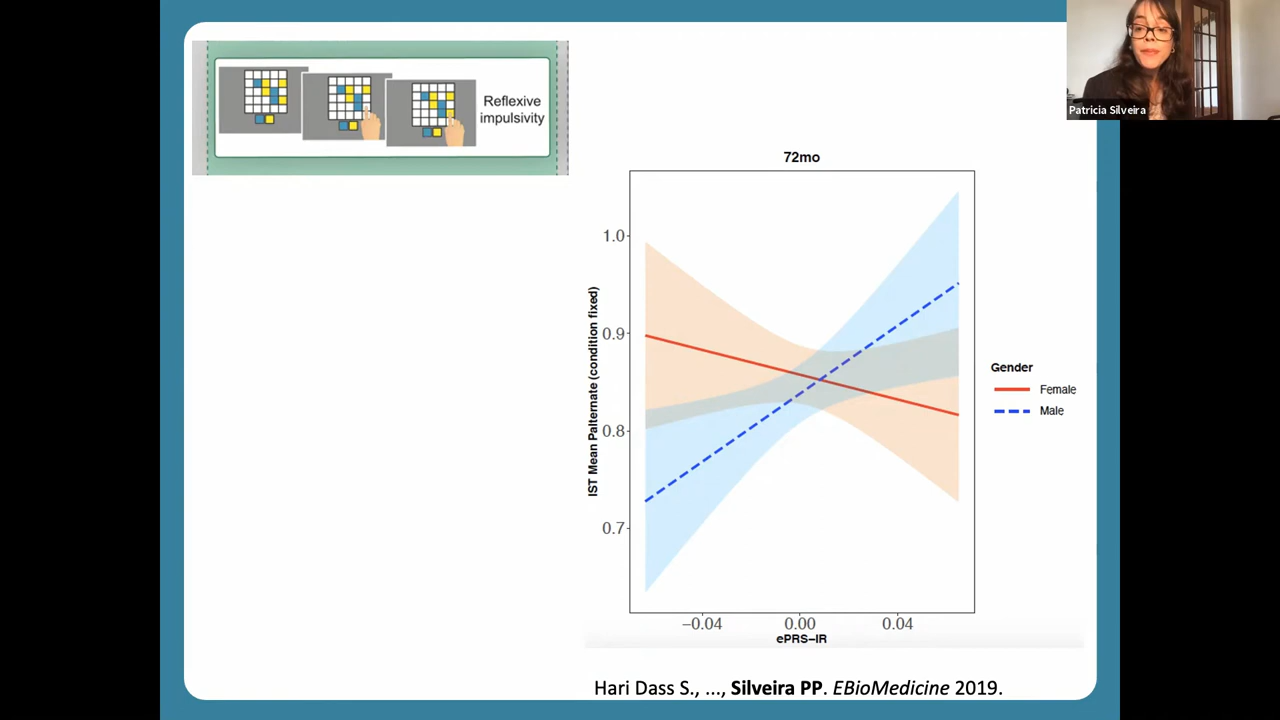 Reflexive
impulsivity
Patricia Silveira
72mo
1.0
0.9
0.8
0.7
IST Mean Palternate (condition fixed)
−0.04
0.00
0.04
ePRS−IR
Gender
Female
Male
Hari Dass S., ..., Silveira PP. EBioMedicine 2019.